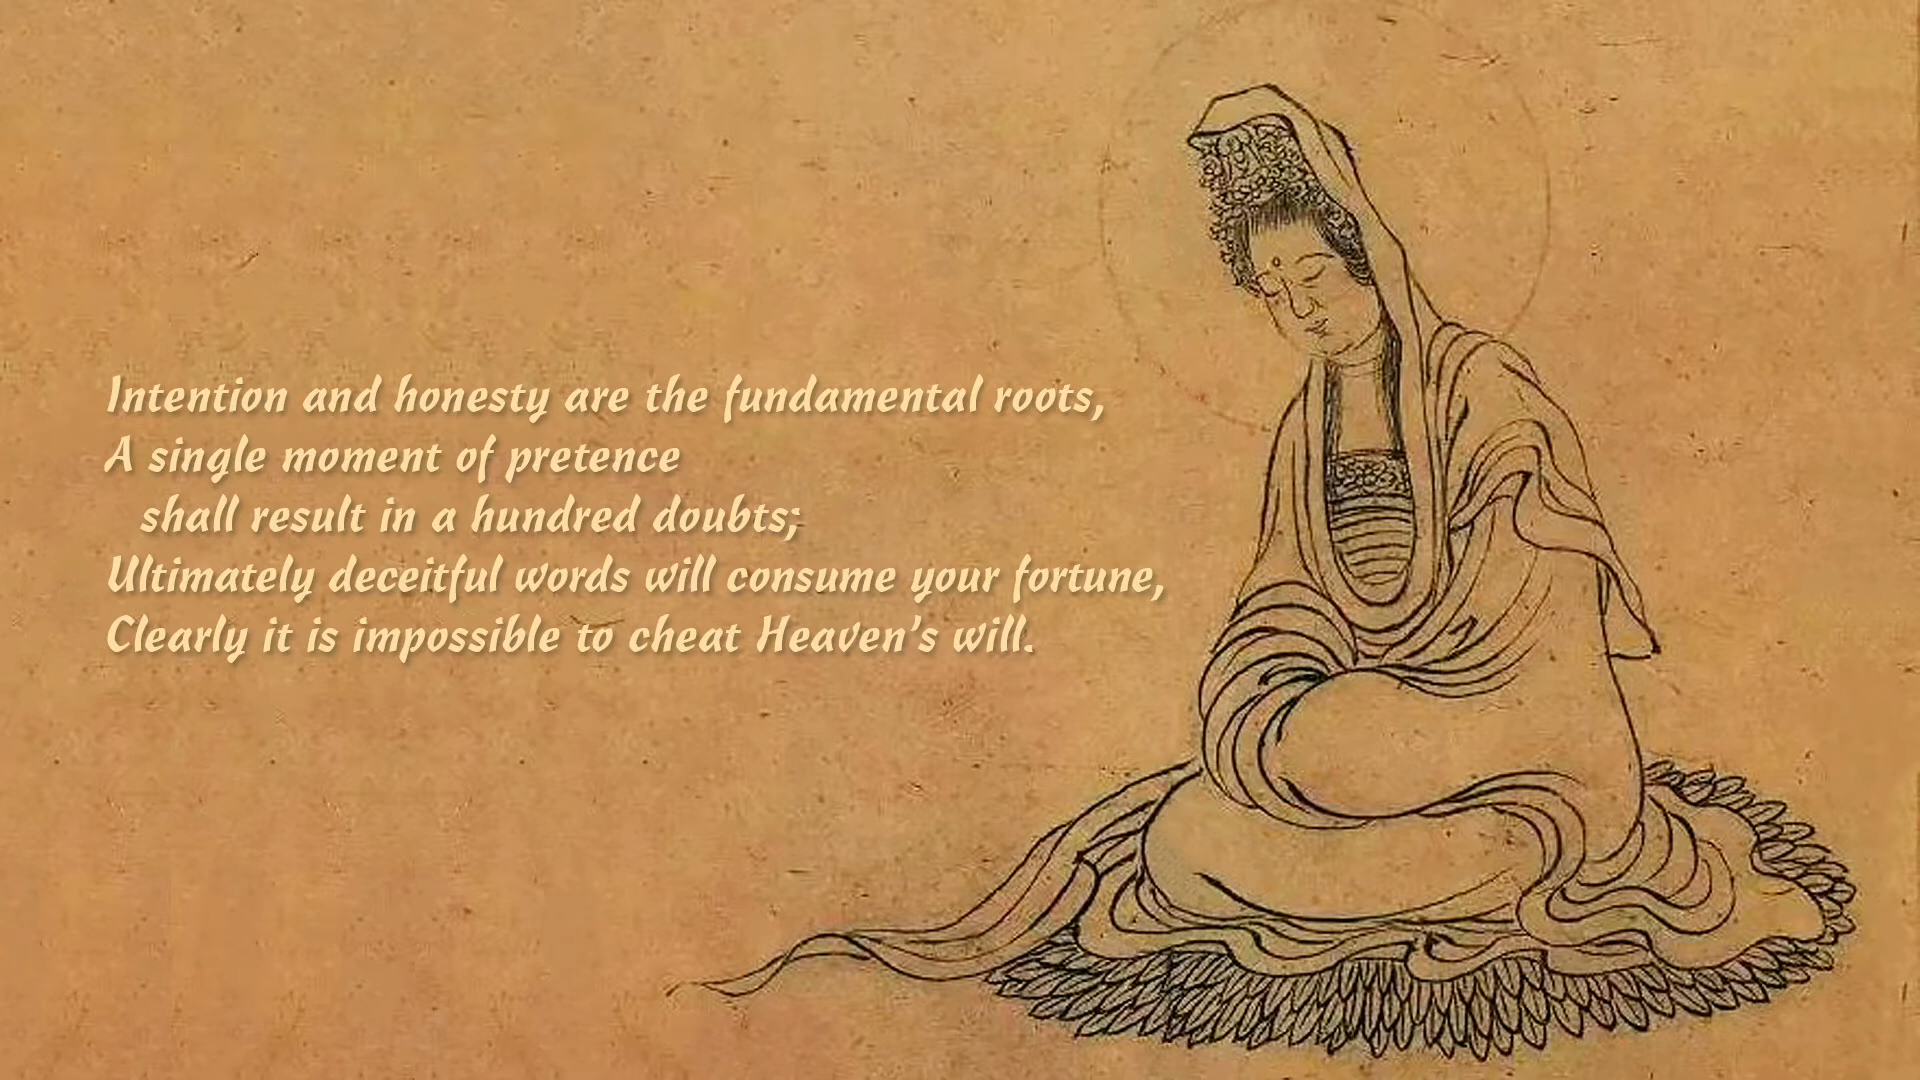 Intention and honesty are the fundamental roots,
A single moment of pretence
shall result in a hundred doubts;
Ultimately deceitful words will consume your fortune,
Clearly it is impossible to cheat Heaven’s will.